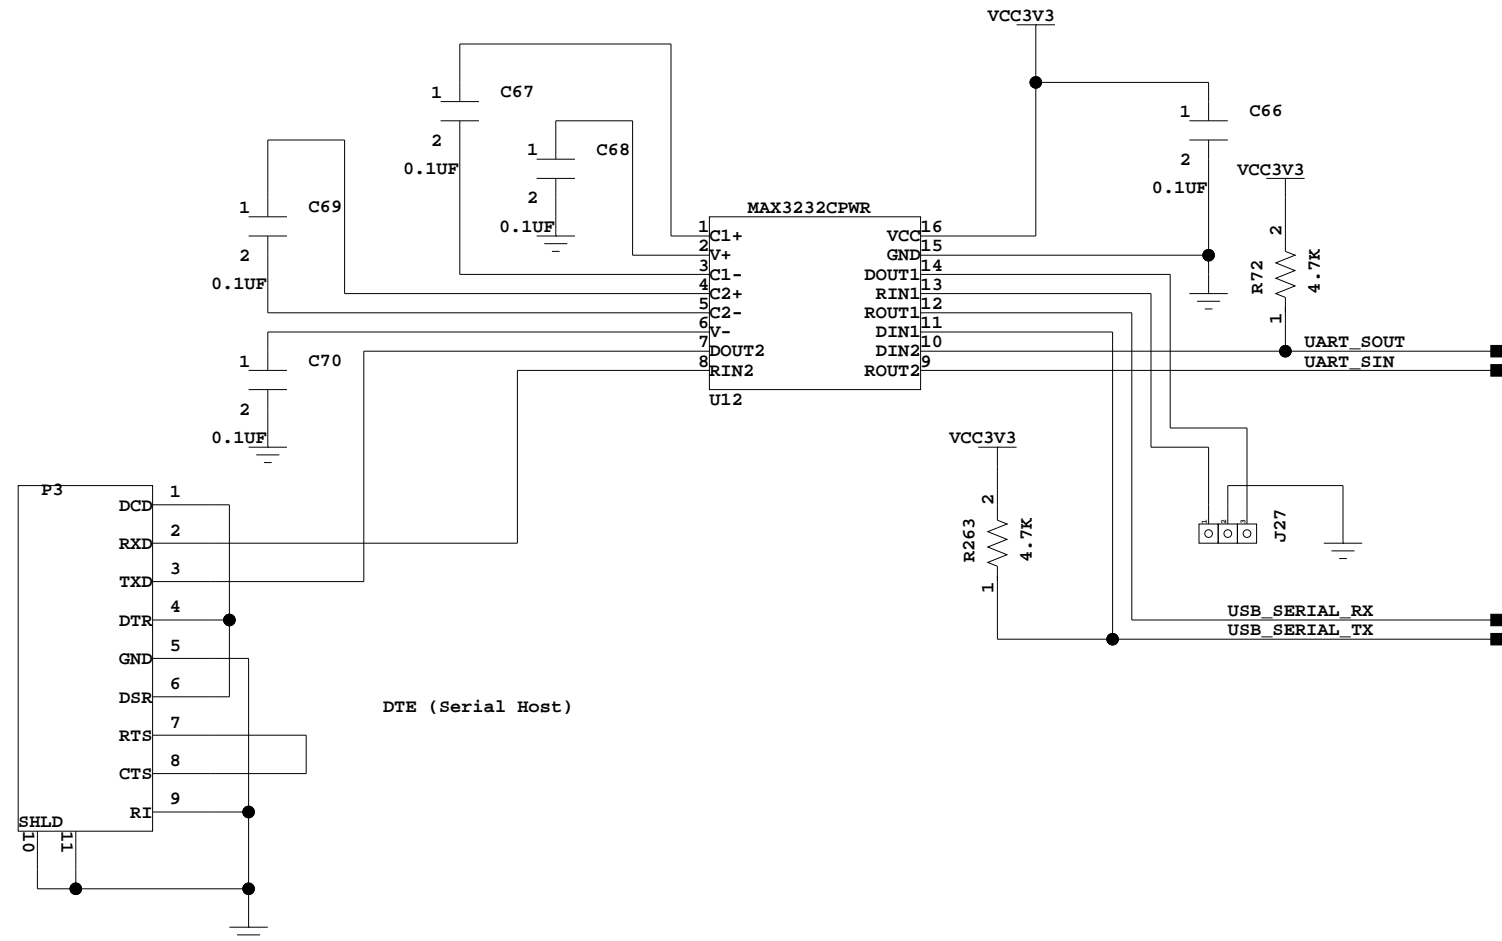 VCC3V3
1
C67
2
0.1UF
1
C68
2
0.1UF
1
C66
2
0.1UF
VCC3V3
2
R72
4.7K
1
1
C69
2
0.1UF
MAX3232CPWR
1 C1+
2 V+
3 C1-
4 C2+
5 C2-
6 V-
7 DOUT2
8 RIN2
VCC 16
GND 15
DOUT1 14
RIN1 13
ROUT1 12
DIN1 11
DIN2 10
ROUT2 9
U12
UART_SOUT
UART_SIN
1
C70
2
0.1UF
VCC3V3
2
R263
4.7K
1
1 2 3
J27
USB_SERIAL_RX
USB_SERIAL_TX
P3
DCD 1
RXD 2
TXD 3
DTR 4
GND 5
DSR 6
RTS 7
CTS 8
RI 9
SHLD
10 11
DTE (Serial Host)